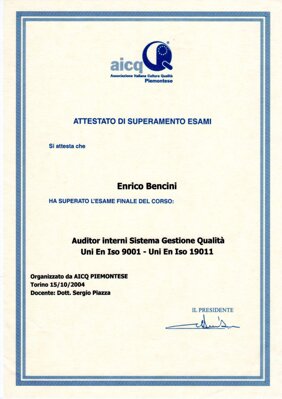 aicq
Associazione Italiana Cultura Qualità
Piemontese
ATTESTATO DI SUPERAMENTO ESAMI
Si attesta che
Enrico Bencini
HA SUPERATO L'ESAME FINALE DEL CORSO:
Auditor interni Sistema Gestione Qualità
Uni En Iso 9001 - Uni En Iso 19011
Organizzato da AICQ PIEMONTESE
Torino 15/10/2004
Docente: Dott. Sergio Piazza
IL PRESIDENTE